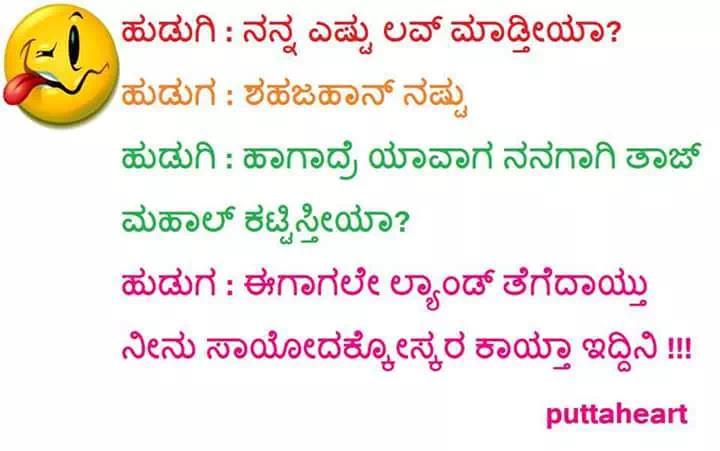 ಹುಡುಗಿ : ನನ್ನ ಎಷ್ಟು ಲವ್ ಮಾಡ್ತೀಯಾ?
ಹುಡುಗ : ಶಹಜಹಾನ್ ನಷ್ಟು
ಹುಡುಗಿ : ಹಾಗಾದ್ರೆ ಯಾವಾಗ ನನಗಾಗಿ ತಾಜ್
ಮಹಾಲ್ ಕಟ್ಟಿಸ್ತೀಯಾ?
ಹುಡುಗ : ಈಗಾಗಲೇ ಲ್ಯಾಂಡ್ ತೆಗೆದಾಯ್ತು
ನೀನು ಸಾಯೋದಕ್ಕೋಸ್ಕರ ಕಾಯ್ತಾ ಇದ್ದಿನಿ !!!
puttaheart